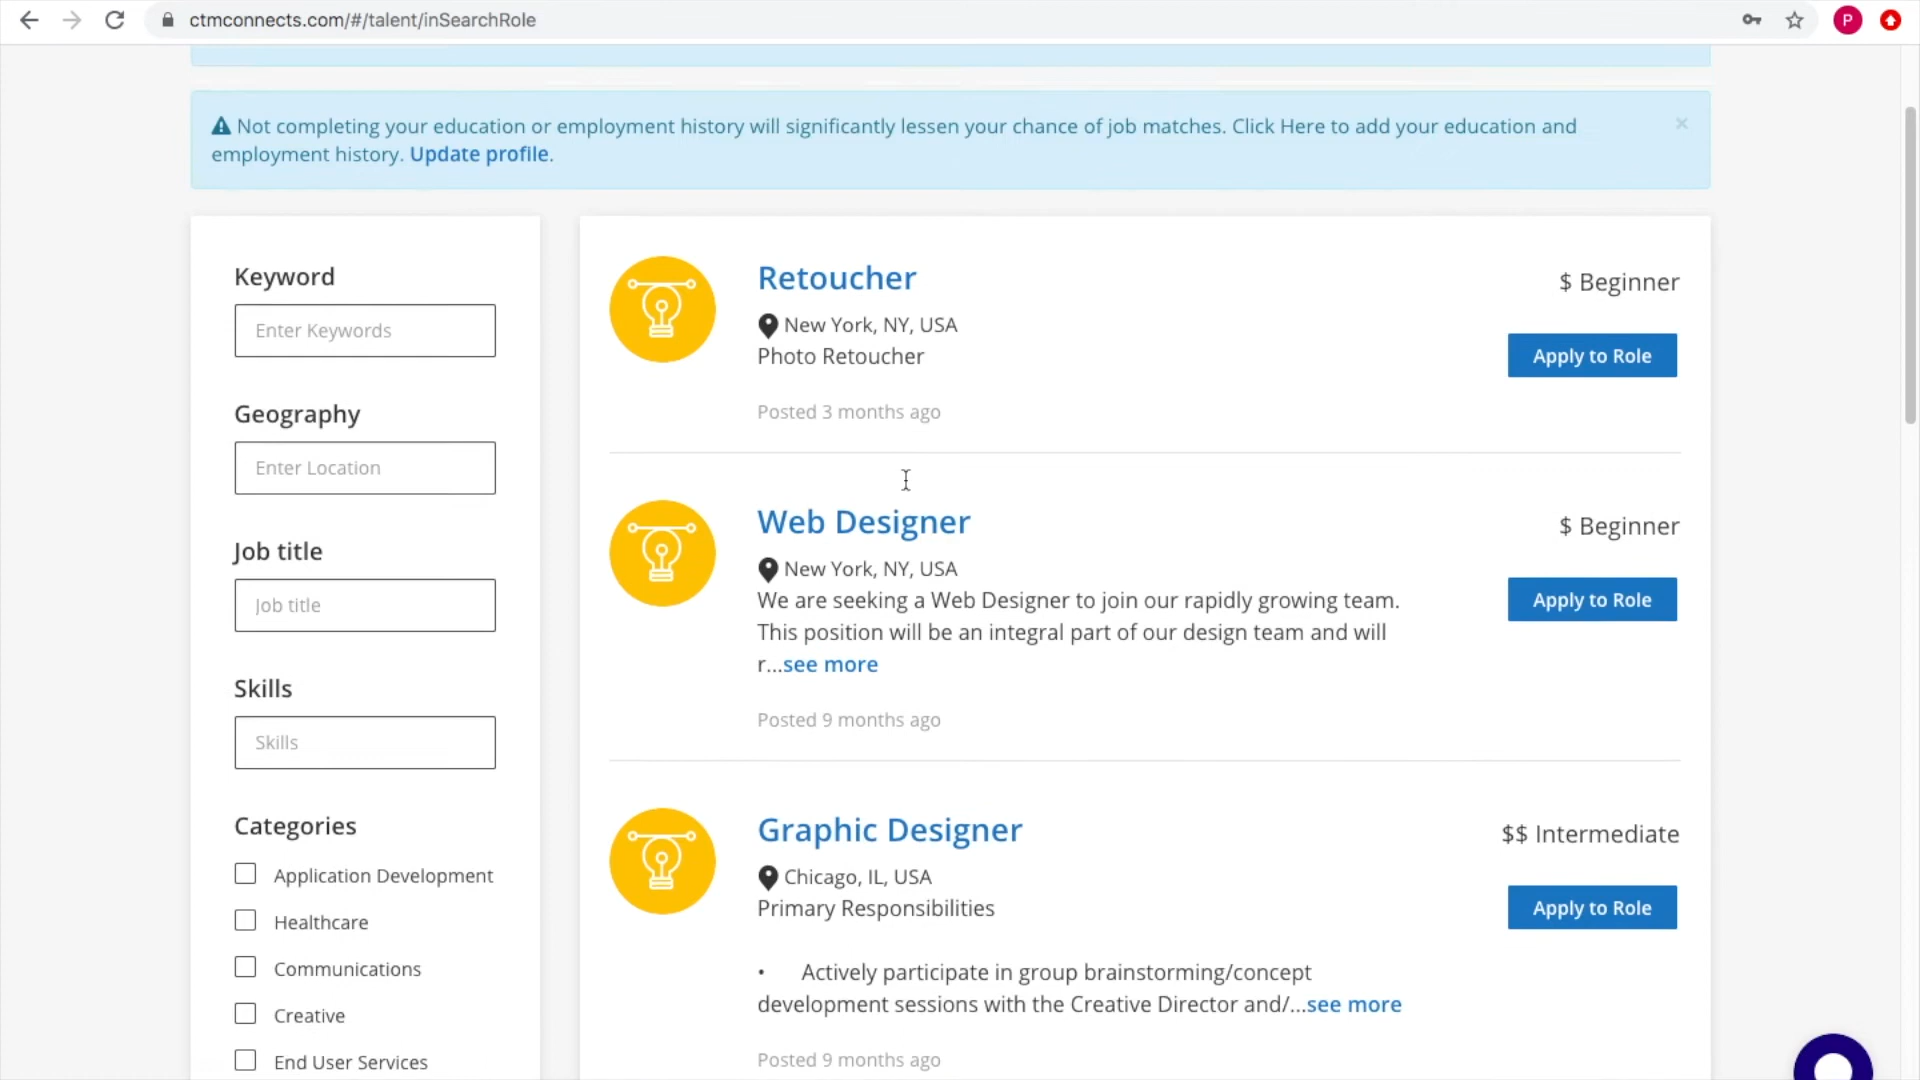 ctmconnects.com/#/talent/inSearchRole
P
Not completing your education or employment history will significantly lessen your chance of job matches. Click Here to add your education and
employment history. Update profile.
×
Keyword
Enter Keywords
Geography
Enter Location
Job title
Job title
Skills
Skills
Categories
Application Development
Healthcare
Communications
Creative
End User Services
Retoucher
$ Beginner
New York, NY, USA
Photo Retoucher
Apply to Role
Posted 3 months ago
Web Designer
$ Beginner
New York, NY, USA
We are seeking a Web Designer to join our rapidly growing team.
Apply to Role
This position will be an integral part of our design team and will
r...see more
Posted 9 months ago
Graphic Designer
$$ Intermediate
Chicago, IL, USA
Primary Responsibilities
Apply to Role
• Actively participate in group brainstorming/concept
development sessions with the Creative Director and/...see more
Posted 9 months ago